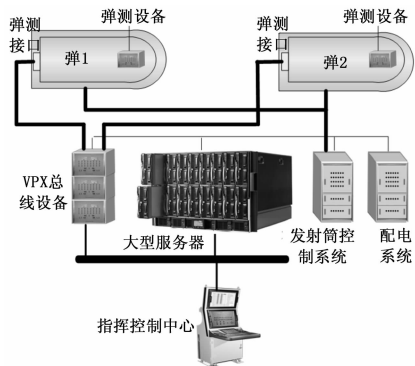 弹测
接
弹测设备
弹1
弹测
接
弹测设备
弹2
VPX总
线设备
大型服务器
发射筒控
制系统
配电
系统
指挥控制中心